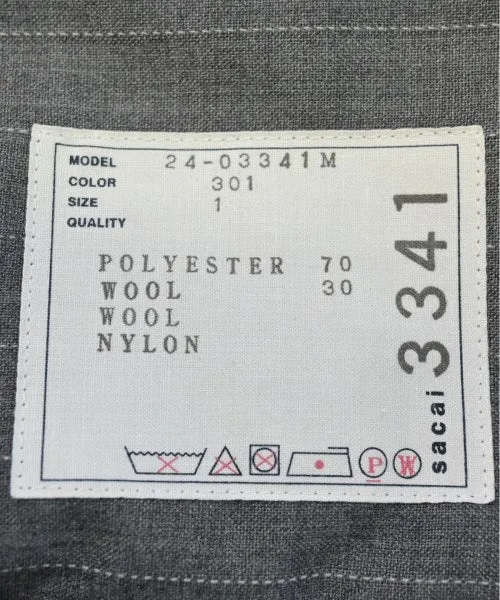 MODEL 24-03341M
COLOR 301
SIZE 1
QUALITY
POLYESTER 70
WOOL 30
WOOL
NYLON
P W
sacai 3341